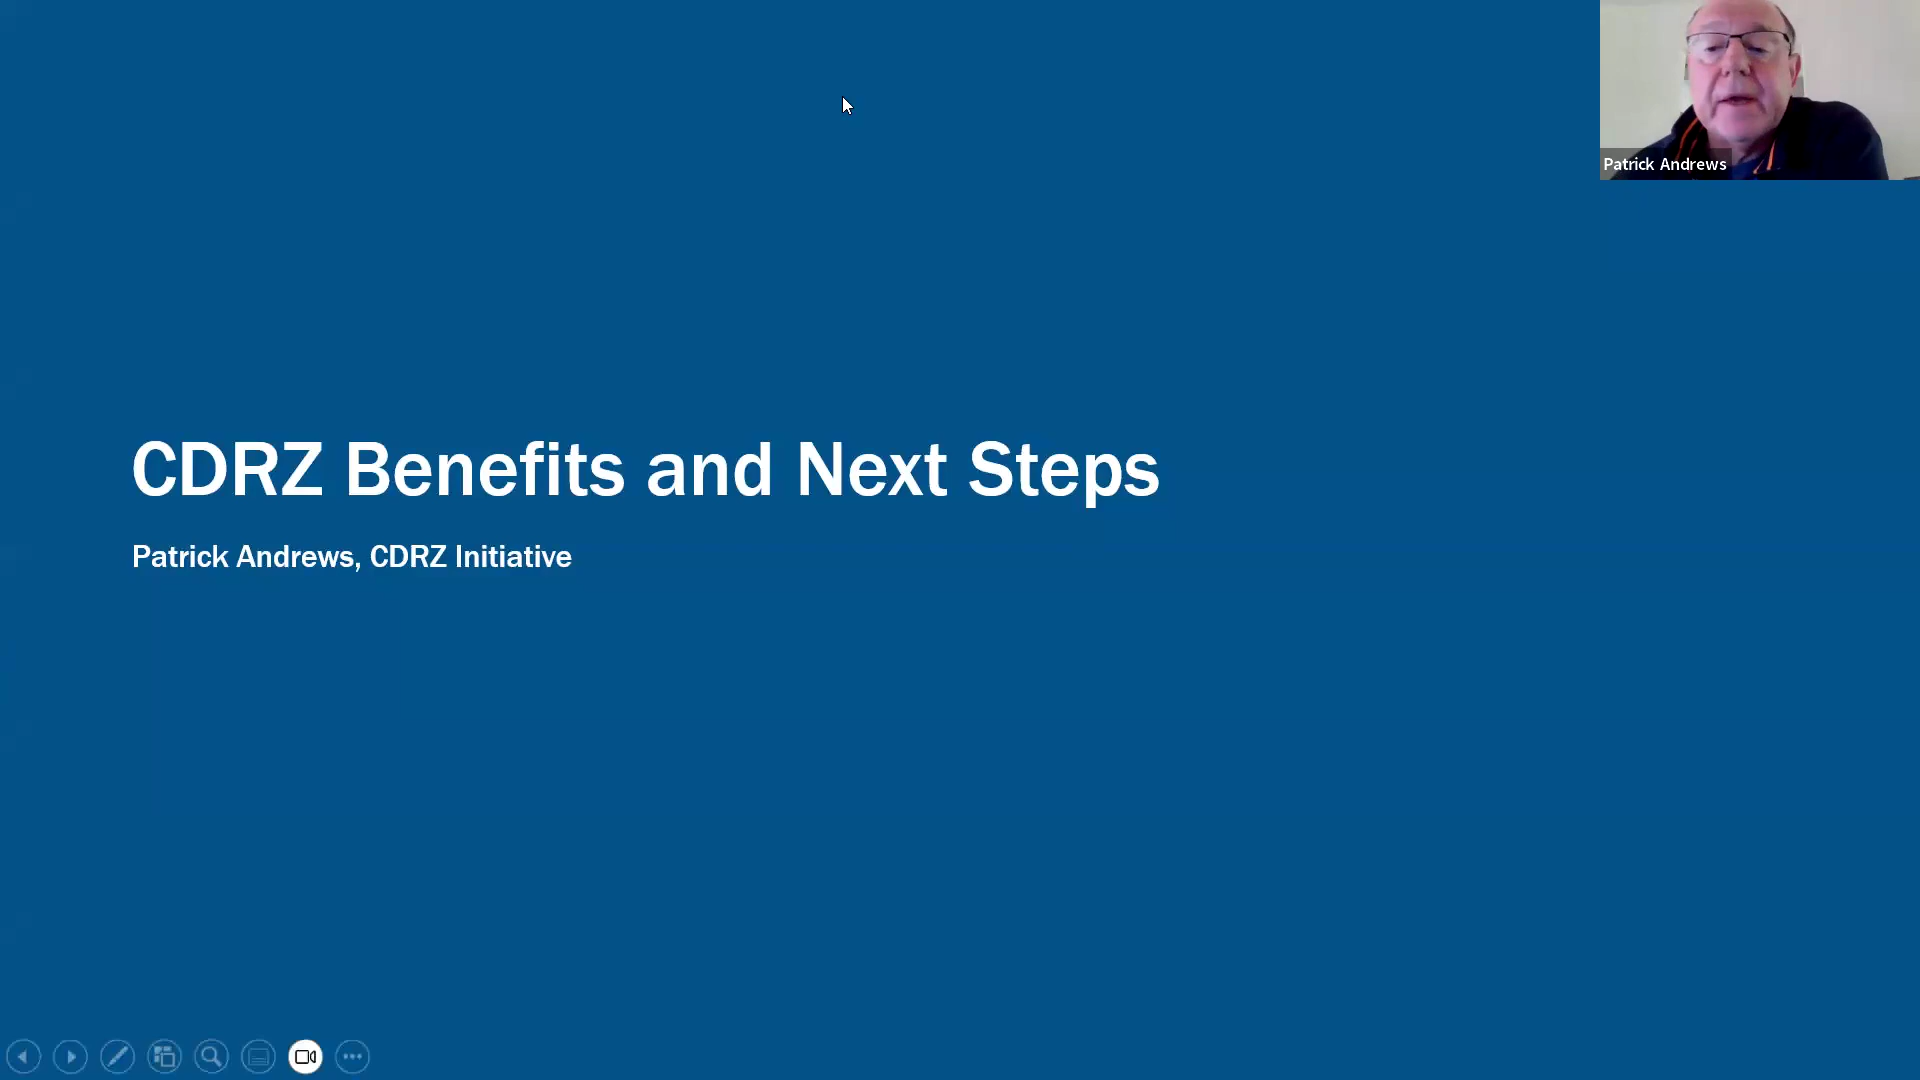 Patrick Andrews
CDRZ Benefits and Next Steps
Patrick Andrews, CDRZ Initiative